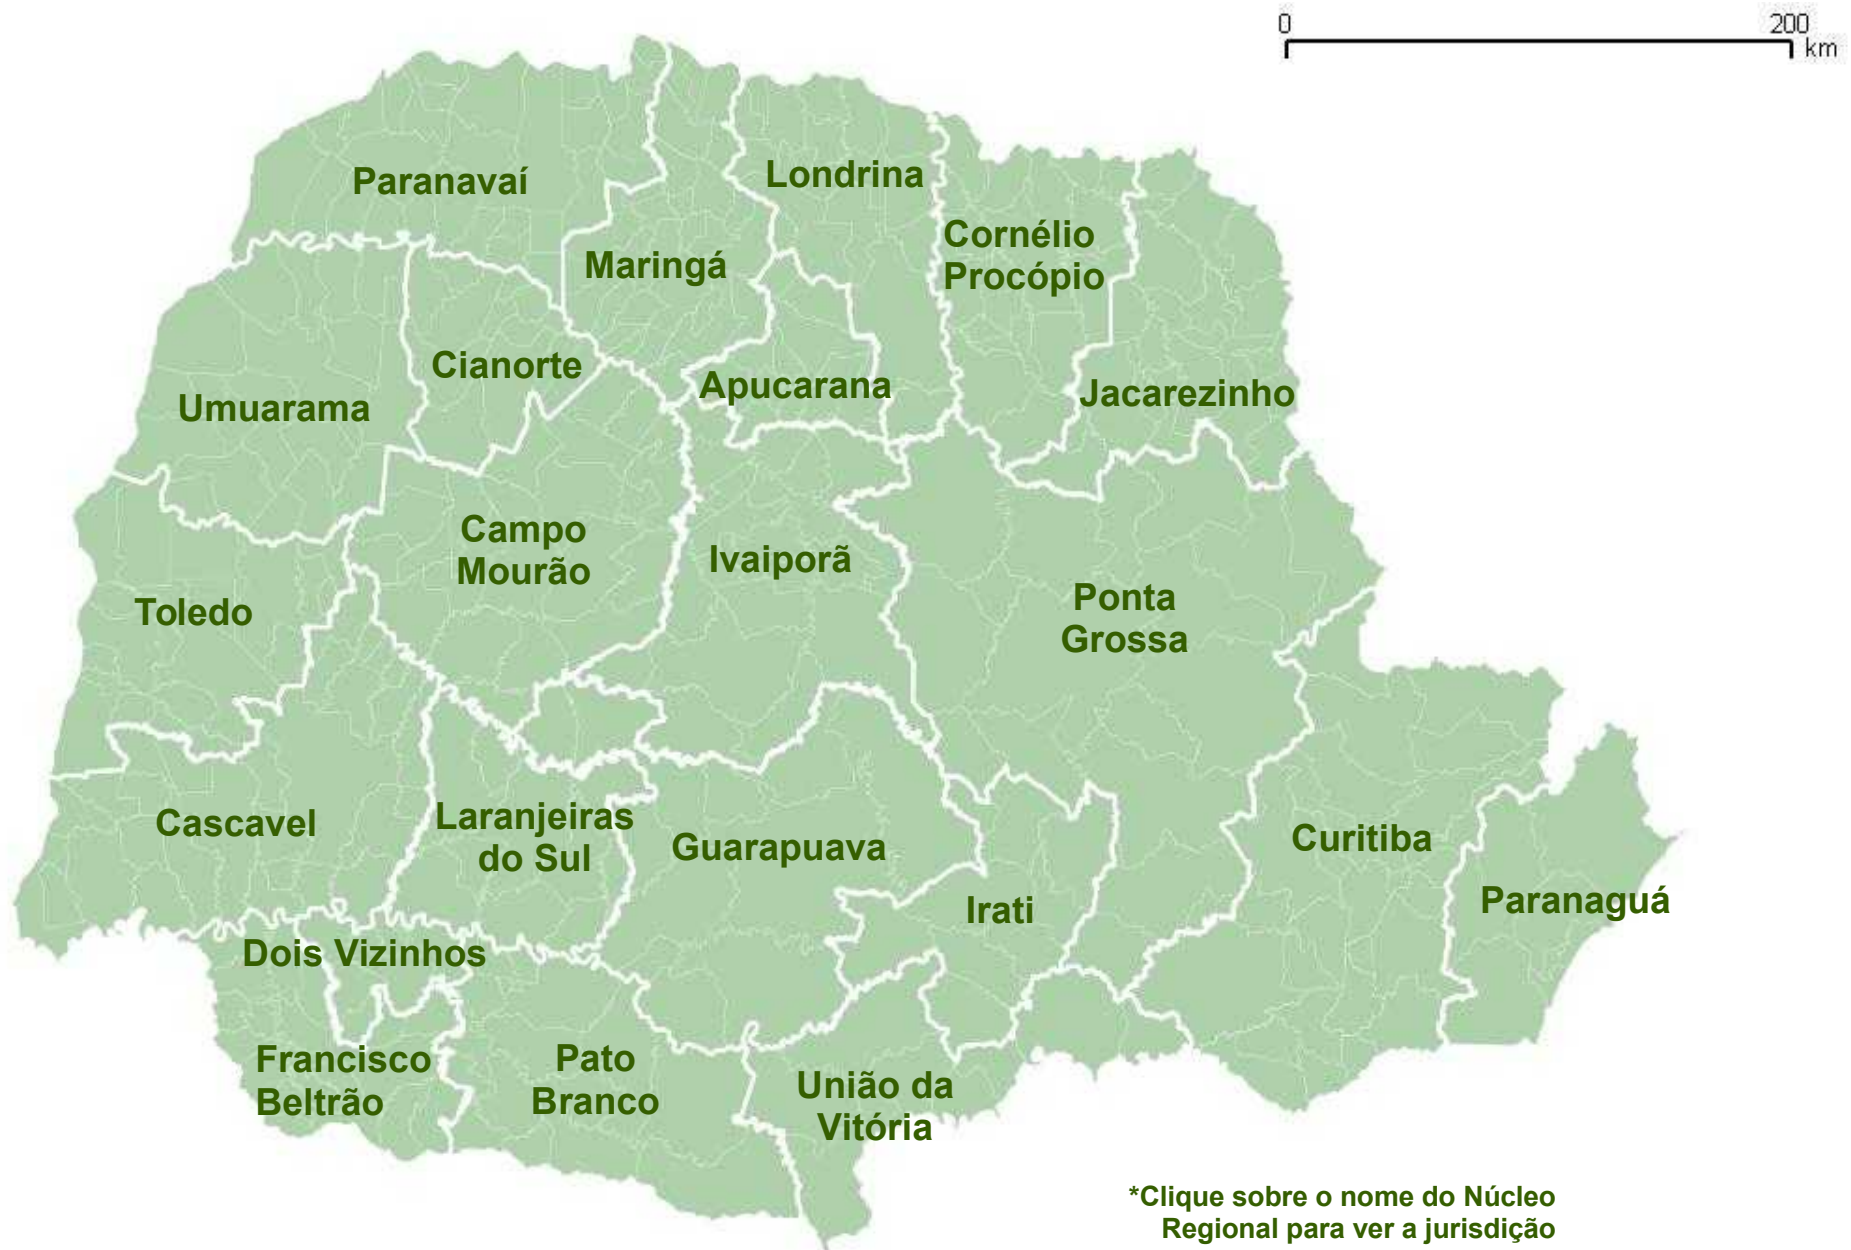 0 200
km
Paranavaí
Londrina
Maringá
Cornélio
Procópio
Cianorte
Umuarama
Apucarana
Jacarezinho
Campo
Mourão
Ivaiporã
Toledo
Ponta
Grossa
Cascavel
Laranjeiras
do Sul
Guarapuava
Curitiba
Irati
Paranaguá
Dois Vizinhos
Francisco
Beltrão
Pato
Branco
União da
Vitória
*Clique sobre o nome do Núcleo
Regional para ver a jurisdição